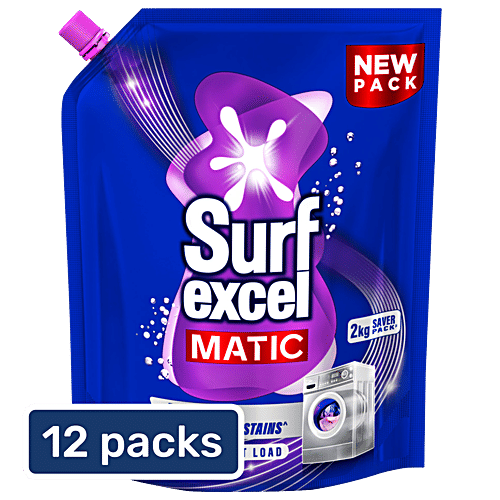 NEW
PACK
Surf
excel
MATIC
2kg SAVER
PACK^
STAINS^
LOAD
12 packs